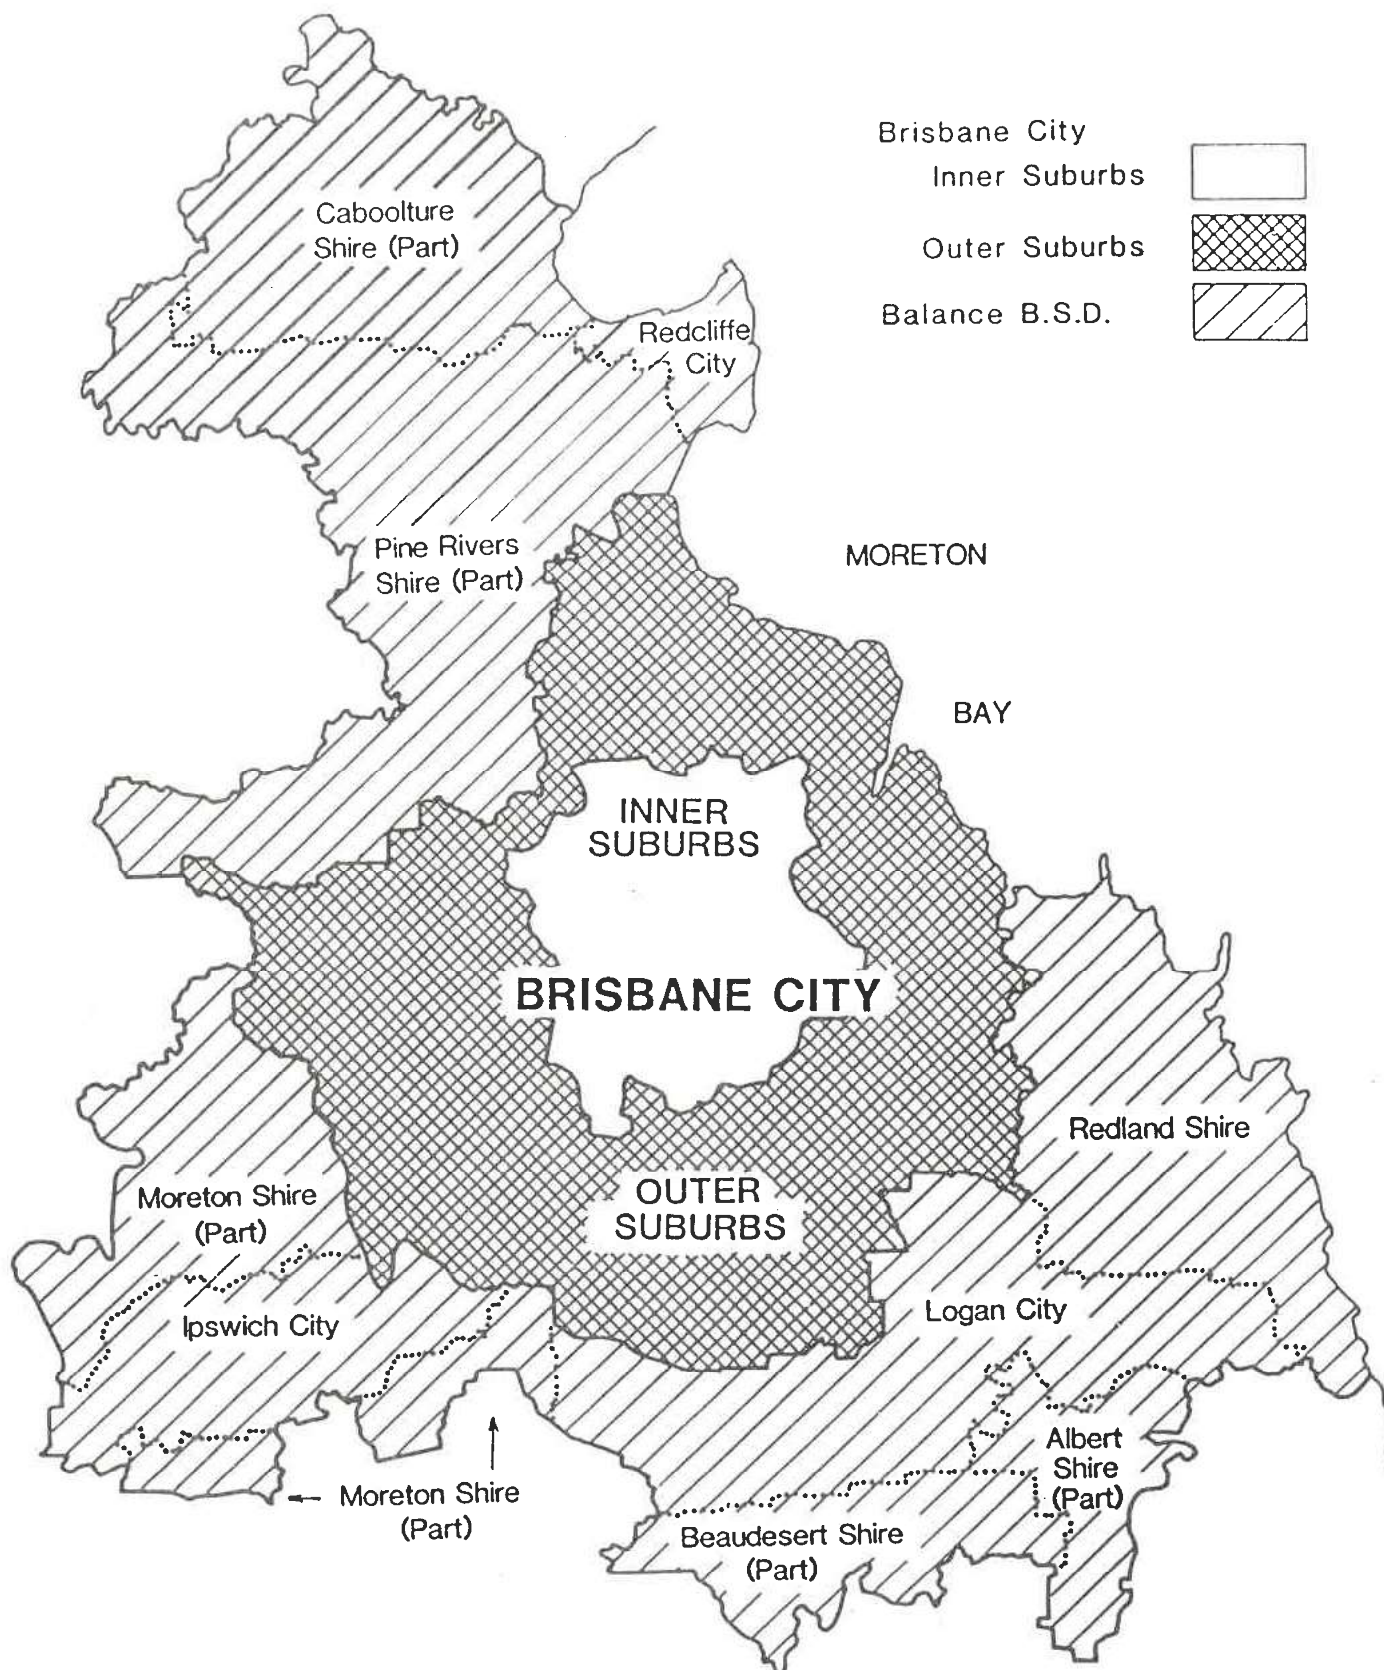 Brisbane City
Inner Suburbs
Outer Suburbs
Balance B.S.D.
Caboolture
Shire (Part)
Redcliffe
City
Pine Rivers
Shire (Part)
MORETON
BAY
INNER
SUBURBS
BRISBANE CITY
Redland Shire
OUTER
SUBURBS
Moreton Shire
(Part)
Ipswich City
Logan City
Albert
Shire
(Part)
Moreton Shire
(Part)
Beaudesert Shire
(Part)